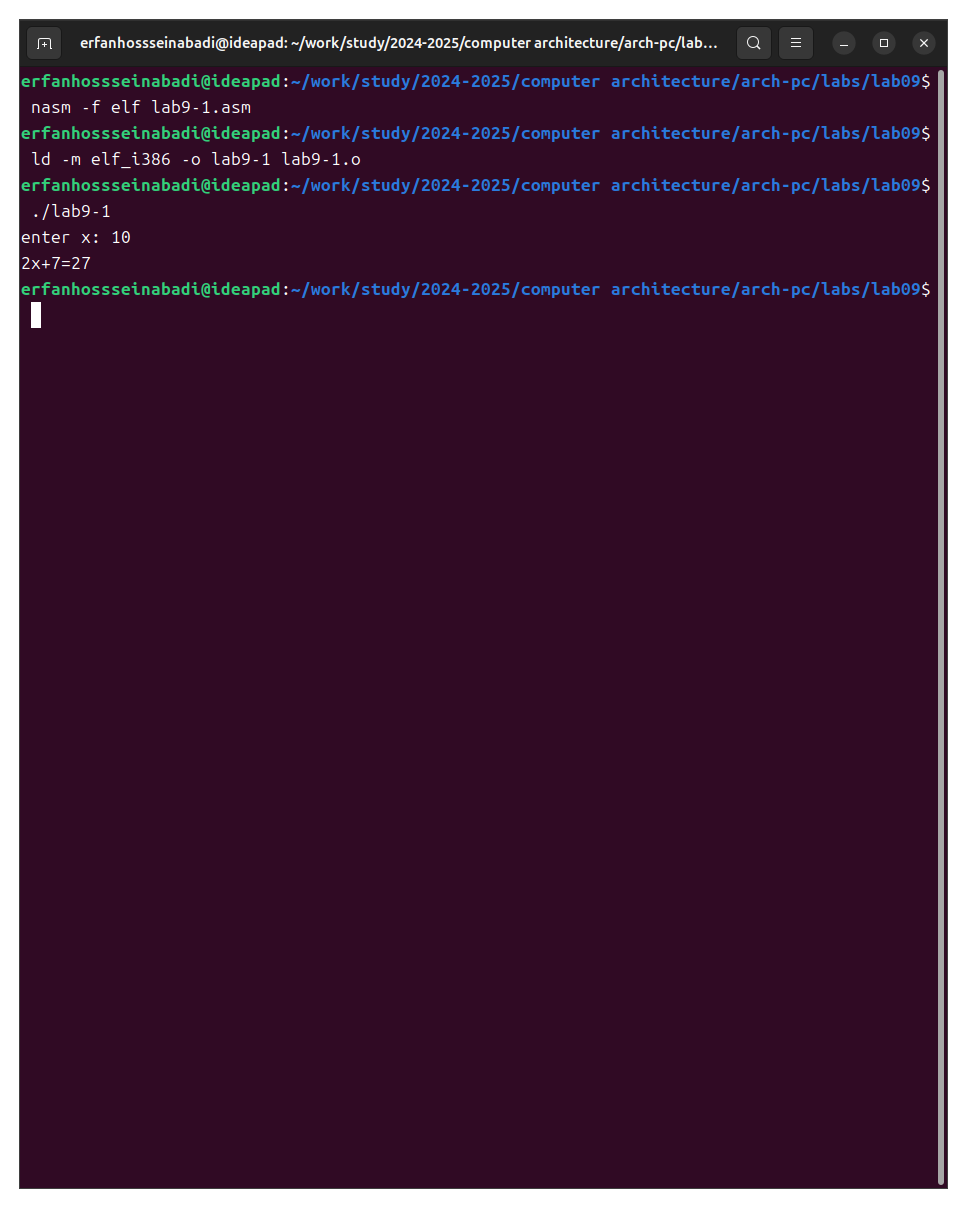 erfanhossseinabadi@ideapad: ~/work/study/2024-2025/computer architecture/arch-pc/lab...
erfanhossseinabadi@ideapad:~/work/study/2024-2025/computer architecture/arch-pc/labs/lab09$
nasm -f elf lab9-1.asm
erfanhossseinabadi@ideapad:~/work/study/2024-2025/computer architecture/arch-pc/labs/lab09$
ld -m elf_i386 -o lab9-1 lab9-1.o
erfanhossseinabadi@ideapad:~/work/study/2024-2025/computer architecture/arch-pc/labs/lab09$
./lab9-1
enter x: 10
2x+7=27
erfanhossseinabadi@ideapad:~/work/study/2024-2025/computer architecture/arch-pc/labs/lab09$